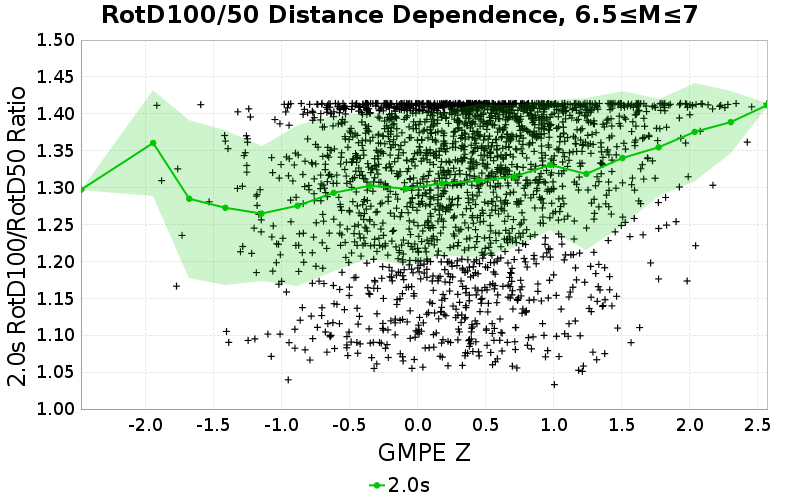 RotD100/50 Distance Dependence, 6.5≤M≤7
2.0s RotD100/RotD50 Ratio
1.50
1.45
1.40
1.35
1.30
1.25
1.20
1.15
1.10
1.05
1.00
-2.0 -1.5 -1.0 -0.5 0.0 0.5 1.0 1.5 2.0 2.5
GMPE Z
2.0s